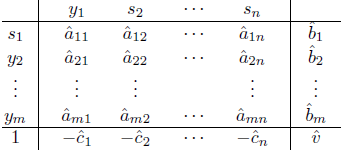 y₁ s₂ ⋯ sₙ
s₁ â₁₁ â₁₂ ⋯ â₁ₙ b̂₁
y₂ â₂₁ â₂₂ ⋯ â₂ₙ b̂₂
⋮ ⋮ ⋮ ⋮ ⋮ ⋮
yₘ âₘ₁ âₘ₂ ⋯ âₘₙ b̂ₘ
1 −ĉ₁ −ĉ₂ ⋯ −ĉₙ v̂